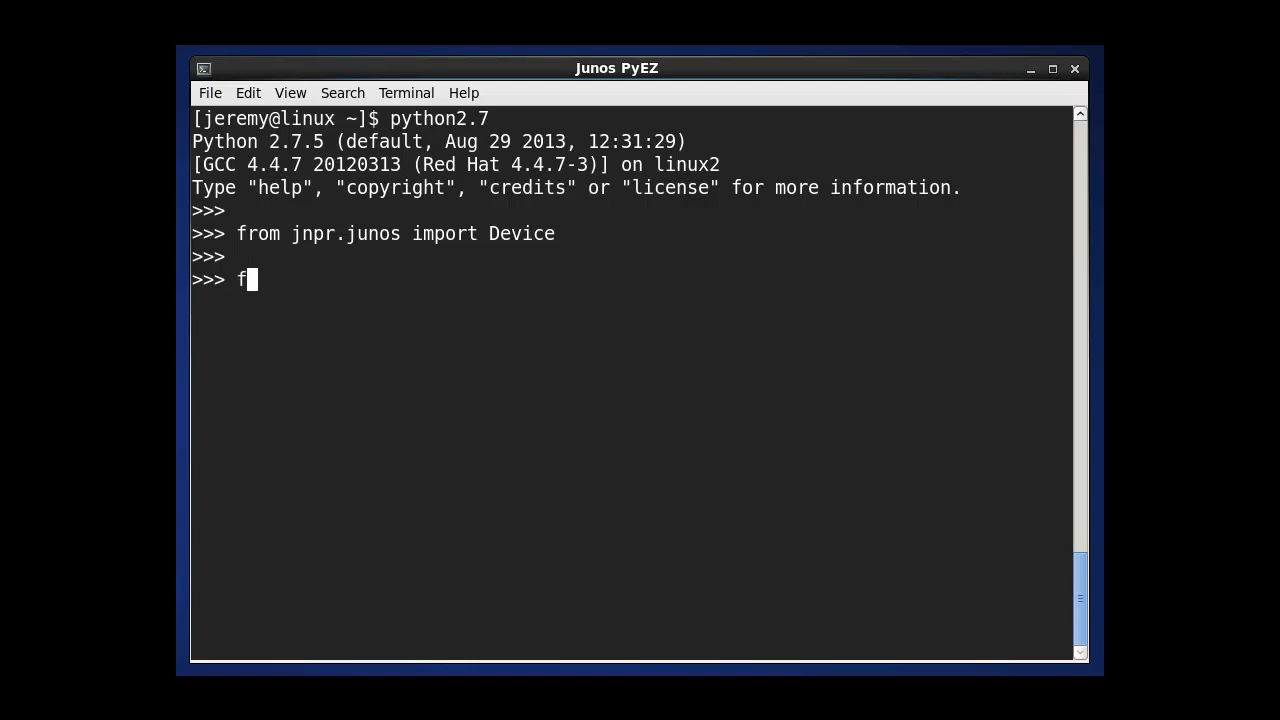 Junos PyEZ
File Edit View Search Terminal Help
[jeremy@linux ~]$ python2.7
Python 2.7.5 (default, Aug 29 2013, 12:31:29)
[GCC 4.4.7 20120313 (Red Hat 4.4.7-3)] on linux2
Type "help", "copyright", "credits" or "license" for more information.
>>>
>>> from jnpr.junos import Device
>>>
>>> f